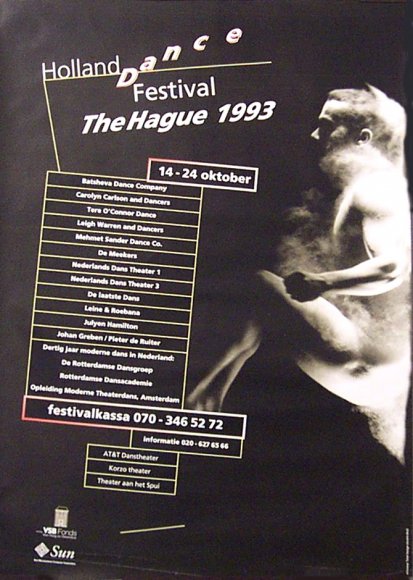 Holland Dance
Festival
The Hague 1993
14 - 24 oktober
Batsheva Dance Company
Carolyn Carlson and Dancers
Tere O'Connor Dance
Leigh Warren and Dancers
Mehmet Sander Dance Co.
De Meekers
Nederlands Dans Theater 1
Nederlands Dans Theater 3
De laatste Dans
Leine & Roebana
Julyen Hamilton
Johan Greben / Pieter de Ruiter
Dertig jaar moderne dans in Nederland:
De Rotterdamse Dansgroep
Rotterdamse Dansacademie
Opleiding Moderne Theaterdans, Amsterdam
festivalkassa 070 - 346 52 72
informatie 020 - 627 65 66
AT&T Danstheater
Korzo theater
Theater aan het Spui
VSB Fonds
Sun